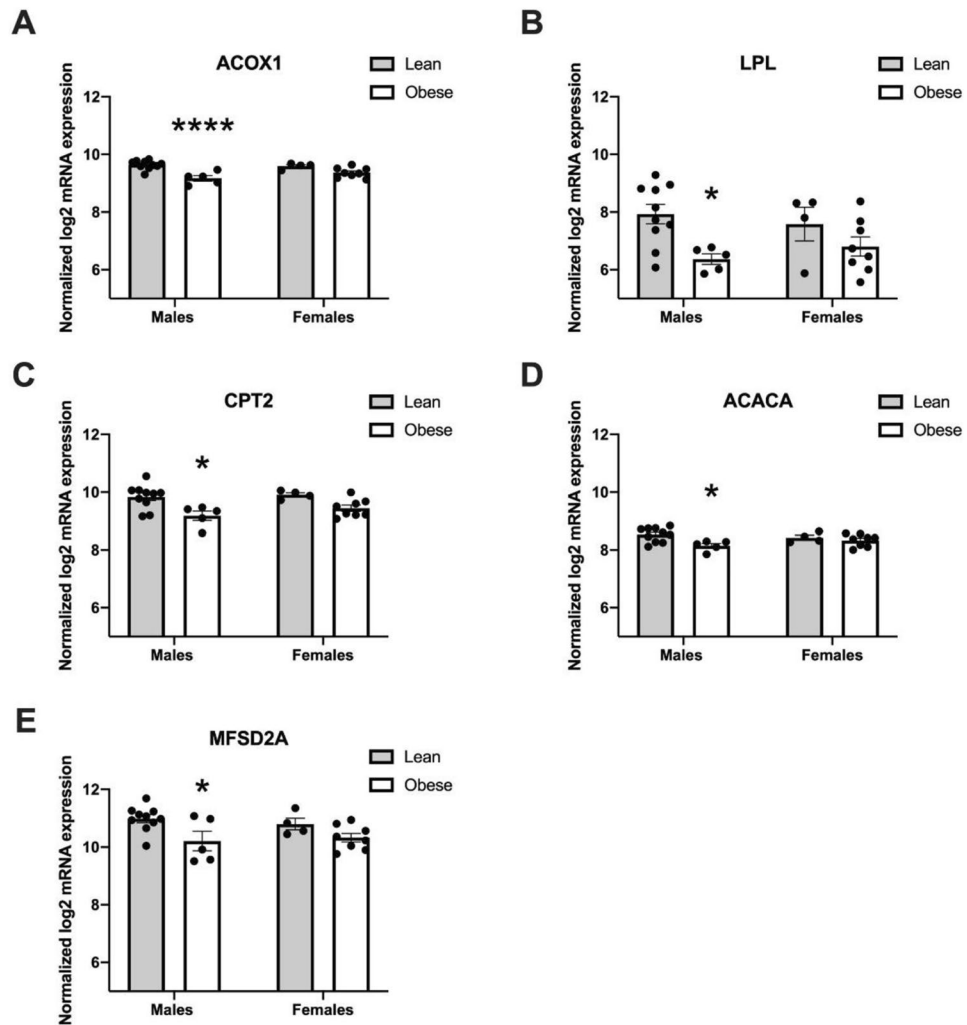 A
ACOX1
Lean
Obese
Normalized log2 mRNA expression
12
10
8
6
****
Males
Females
B
LPL
Lean
Obese
Normalized log2 mRNA expression
12
10
8
6
*
Males
Females
C
CPT2
Lean
Obese
Normalized log2 mRNA expression
12
10
8
6
*
Males
Females
D
ACACA
Lean
Obese
Normalized log2 mRNA expression
12
10
8
6
*
Males
Females
E
MFSD2A
Lean
Obese
Normalized log2 mRNA expression
12
10
8
6
*
Males
Females